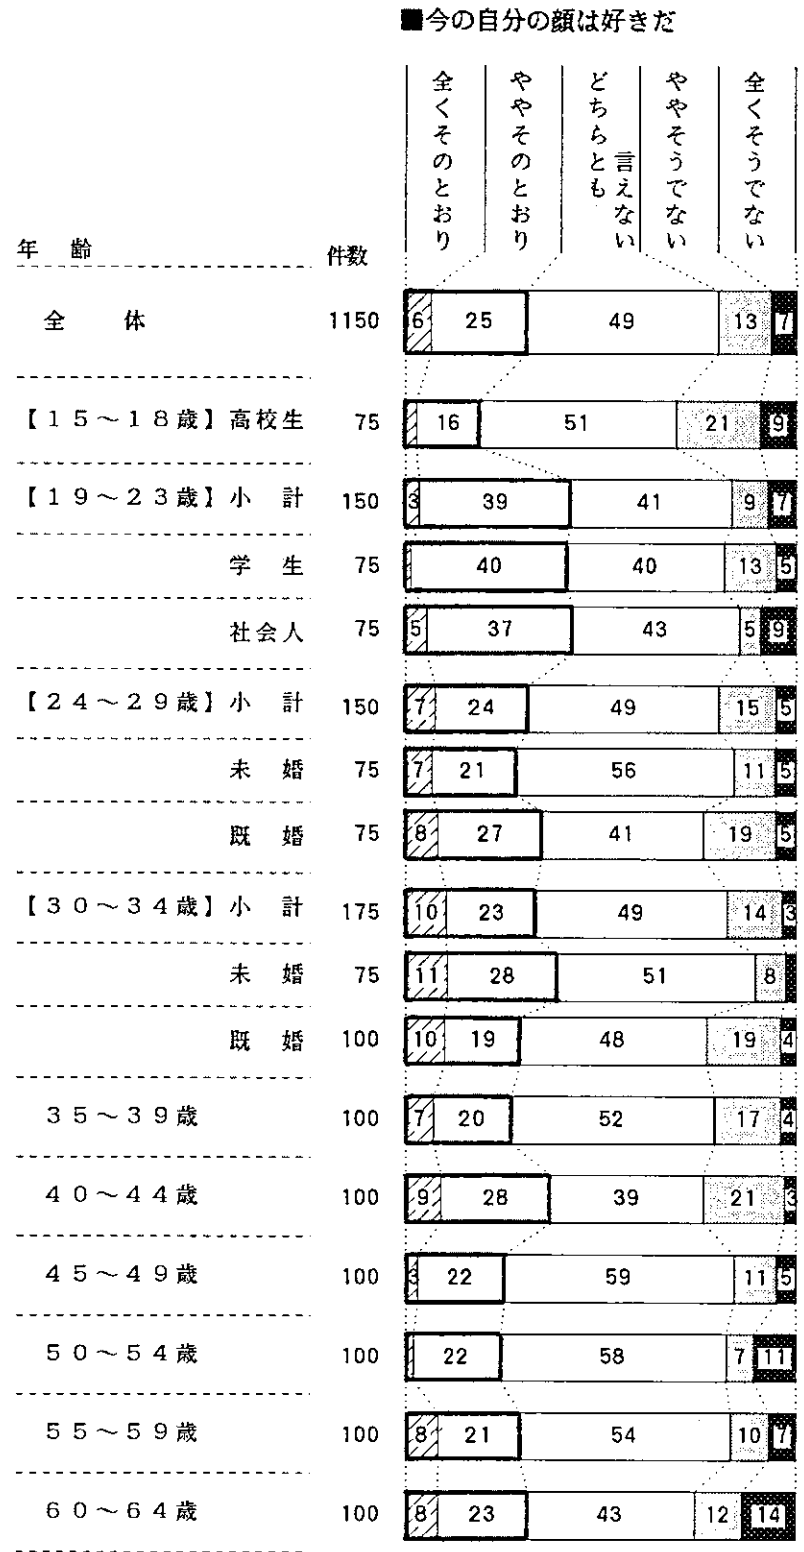 ■今の自分の顔は好きだ
全くそのとおり
ややそのとおり
どちらとも
言えない
ややそうでない
全くそうでない
年 齢 件数
全 体 1150 6 25 49 13 7
【15～18歳】高校生 75 16 51 21 9
【19～23歳】小 計 150 3 39 41 9 7
学 生 75 40 40 13 5
社会人 75 5 37 43 5 9
【24～29歳】小 計 150 7 24 49 15 5
未 婚 75 7 21 56 11 5
既 婚 75 8 27 41 19 5
【30～34歳】小 計 175 10 23 49 14 3
未 婚 75 11 28 51 8
既 婚 100 10 19 48 19 4
35～39歳 100 7 20 52 17 4
40～44歳 100 9 28 39 21 3
45～49歳 100 3 22 59 11 5
50～54歳 100 22 58 7 11
55～59歳 100 8 21 54 10 7
60～64歳 100 8 23 43 12 14